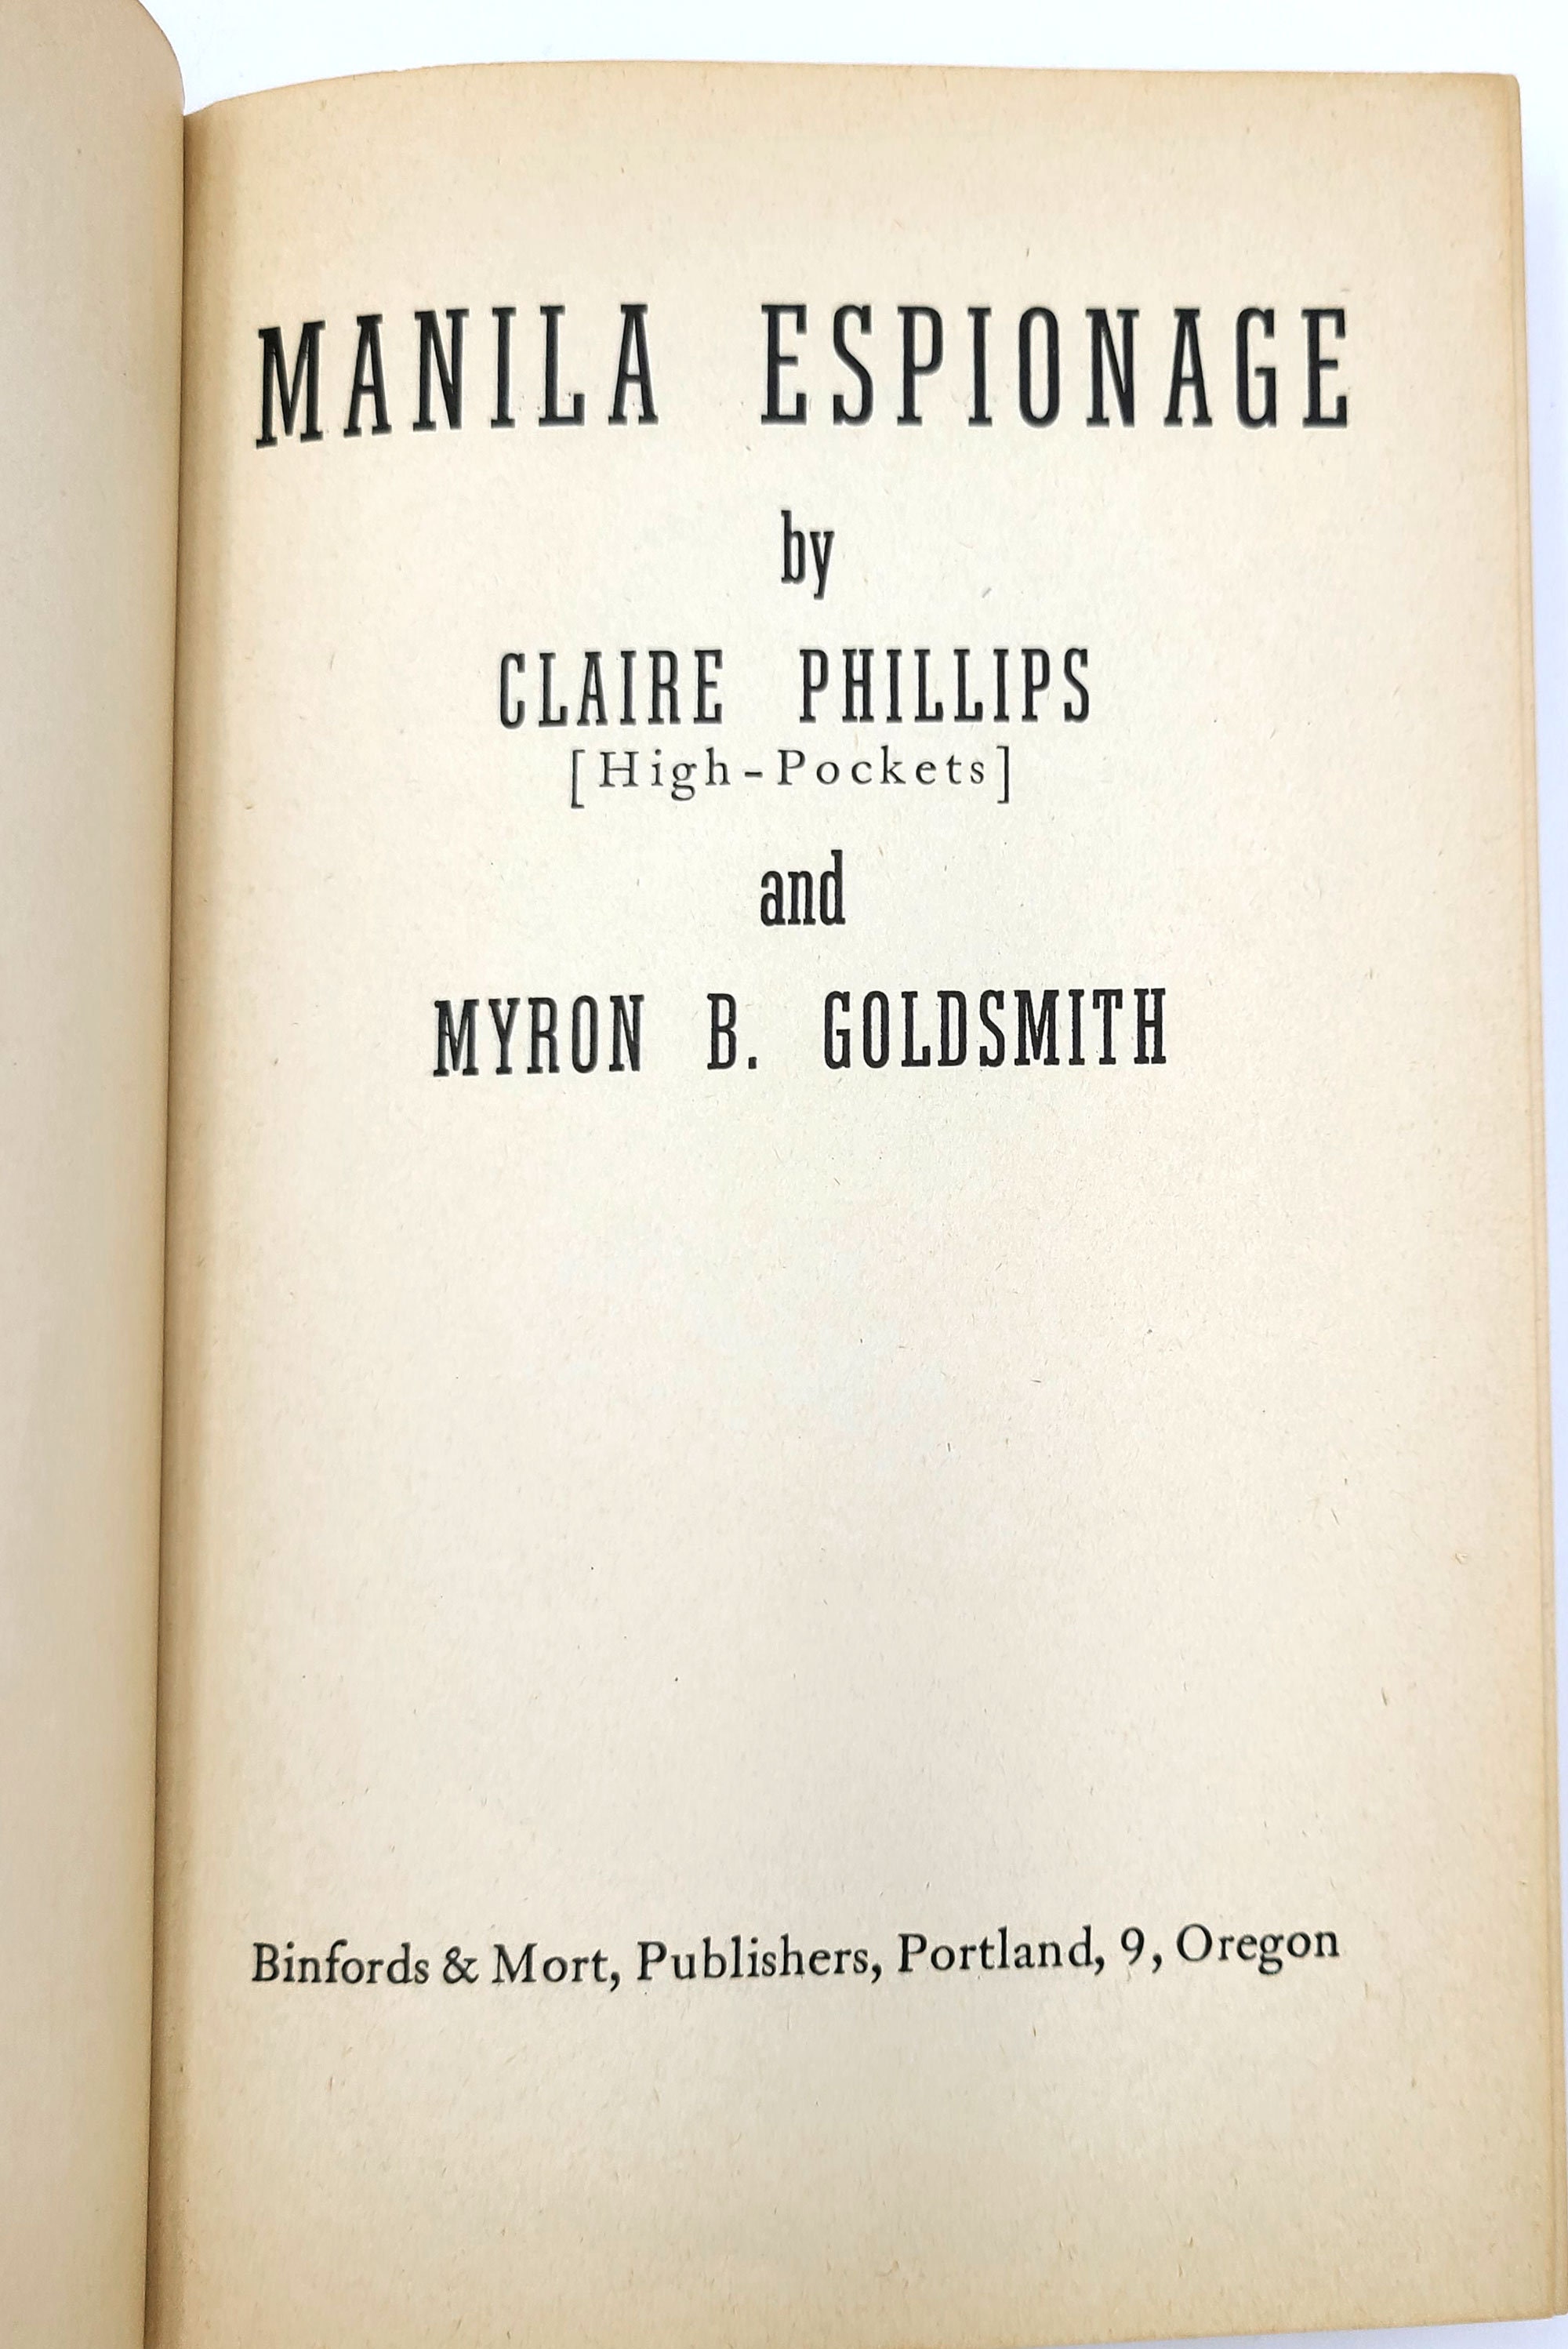 MANILA ESPIONAGE
by
CLAIRE PHILLIPS
[High-Pockets]
and
MYRON B. GOLDSMITH
Binfords & Mort, Publishers, Portland, 9, Oregon